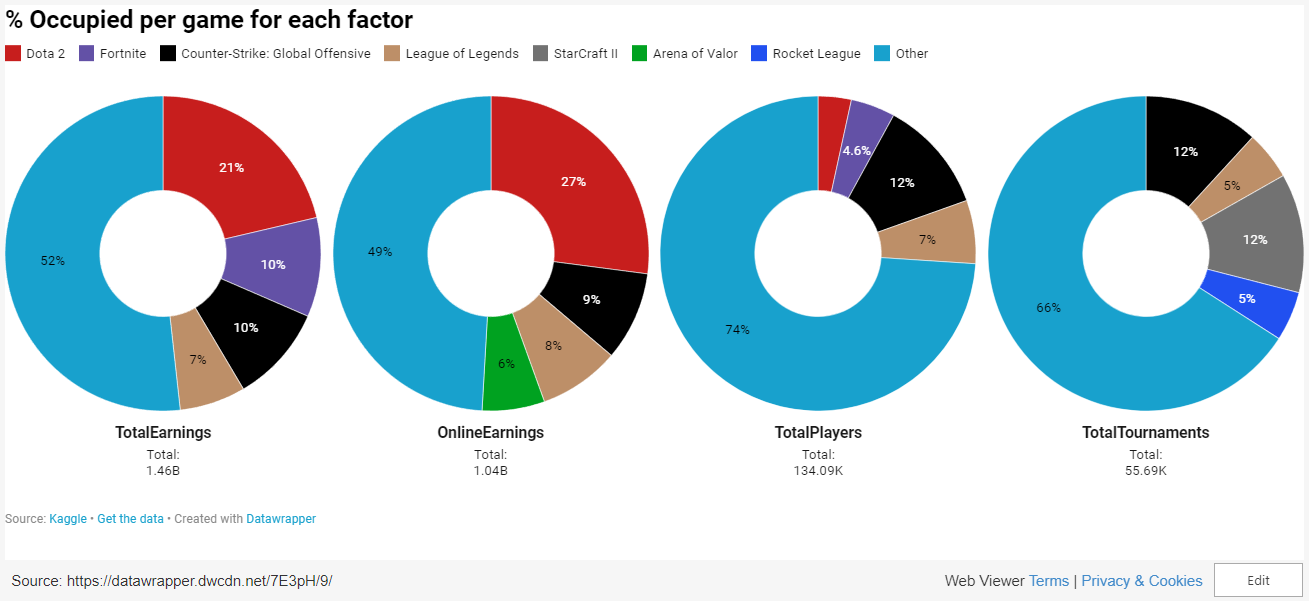 % Occupied per game for each factor
Dota 2 Fortnite Counter-Strike: Global Offensive League of Legends StarCraft II Arena of Valor Rocket League Other
21%
10%
10%
7%
52%
TotalEarnings
Total:
1.46B
27%
9%
8%
6%
49%
OnlineEarnings
Total:
1.04B
4.6%
12%
7%
74%
TotalPlayers
Total:
134.09K
12%
5%
12%
5%
66%
TotalTournaments
Total:
55.69K
Source: Kaggle • Get the data • Created with Datawrapper
Source: https://datawrapper.dwcdn.net/7E3pH/9/
Web Viewer Terms | Privacy & Cookies
Edit